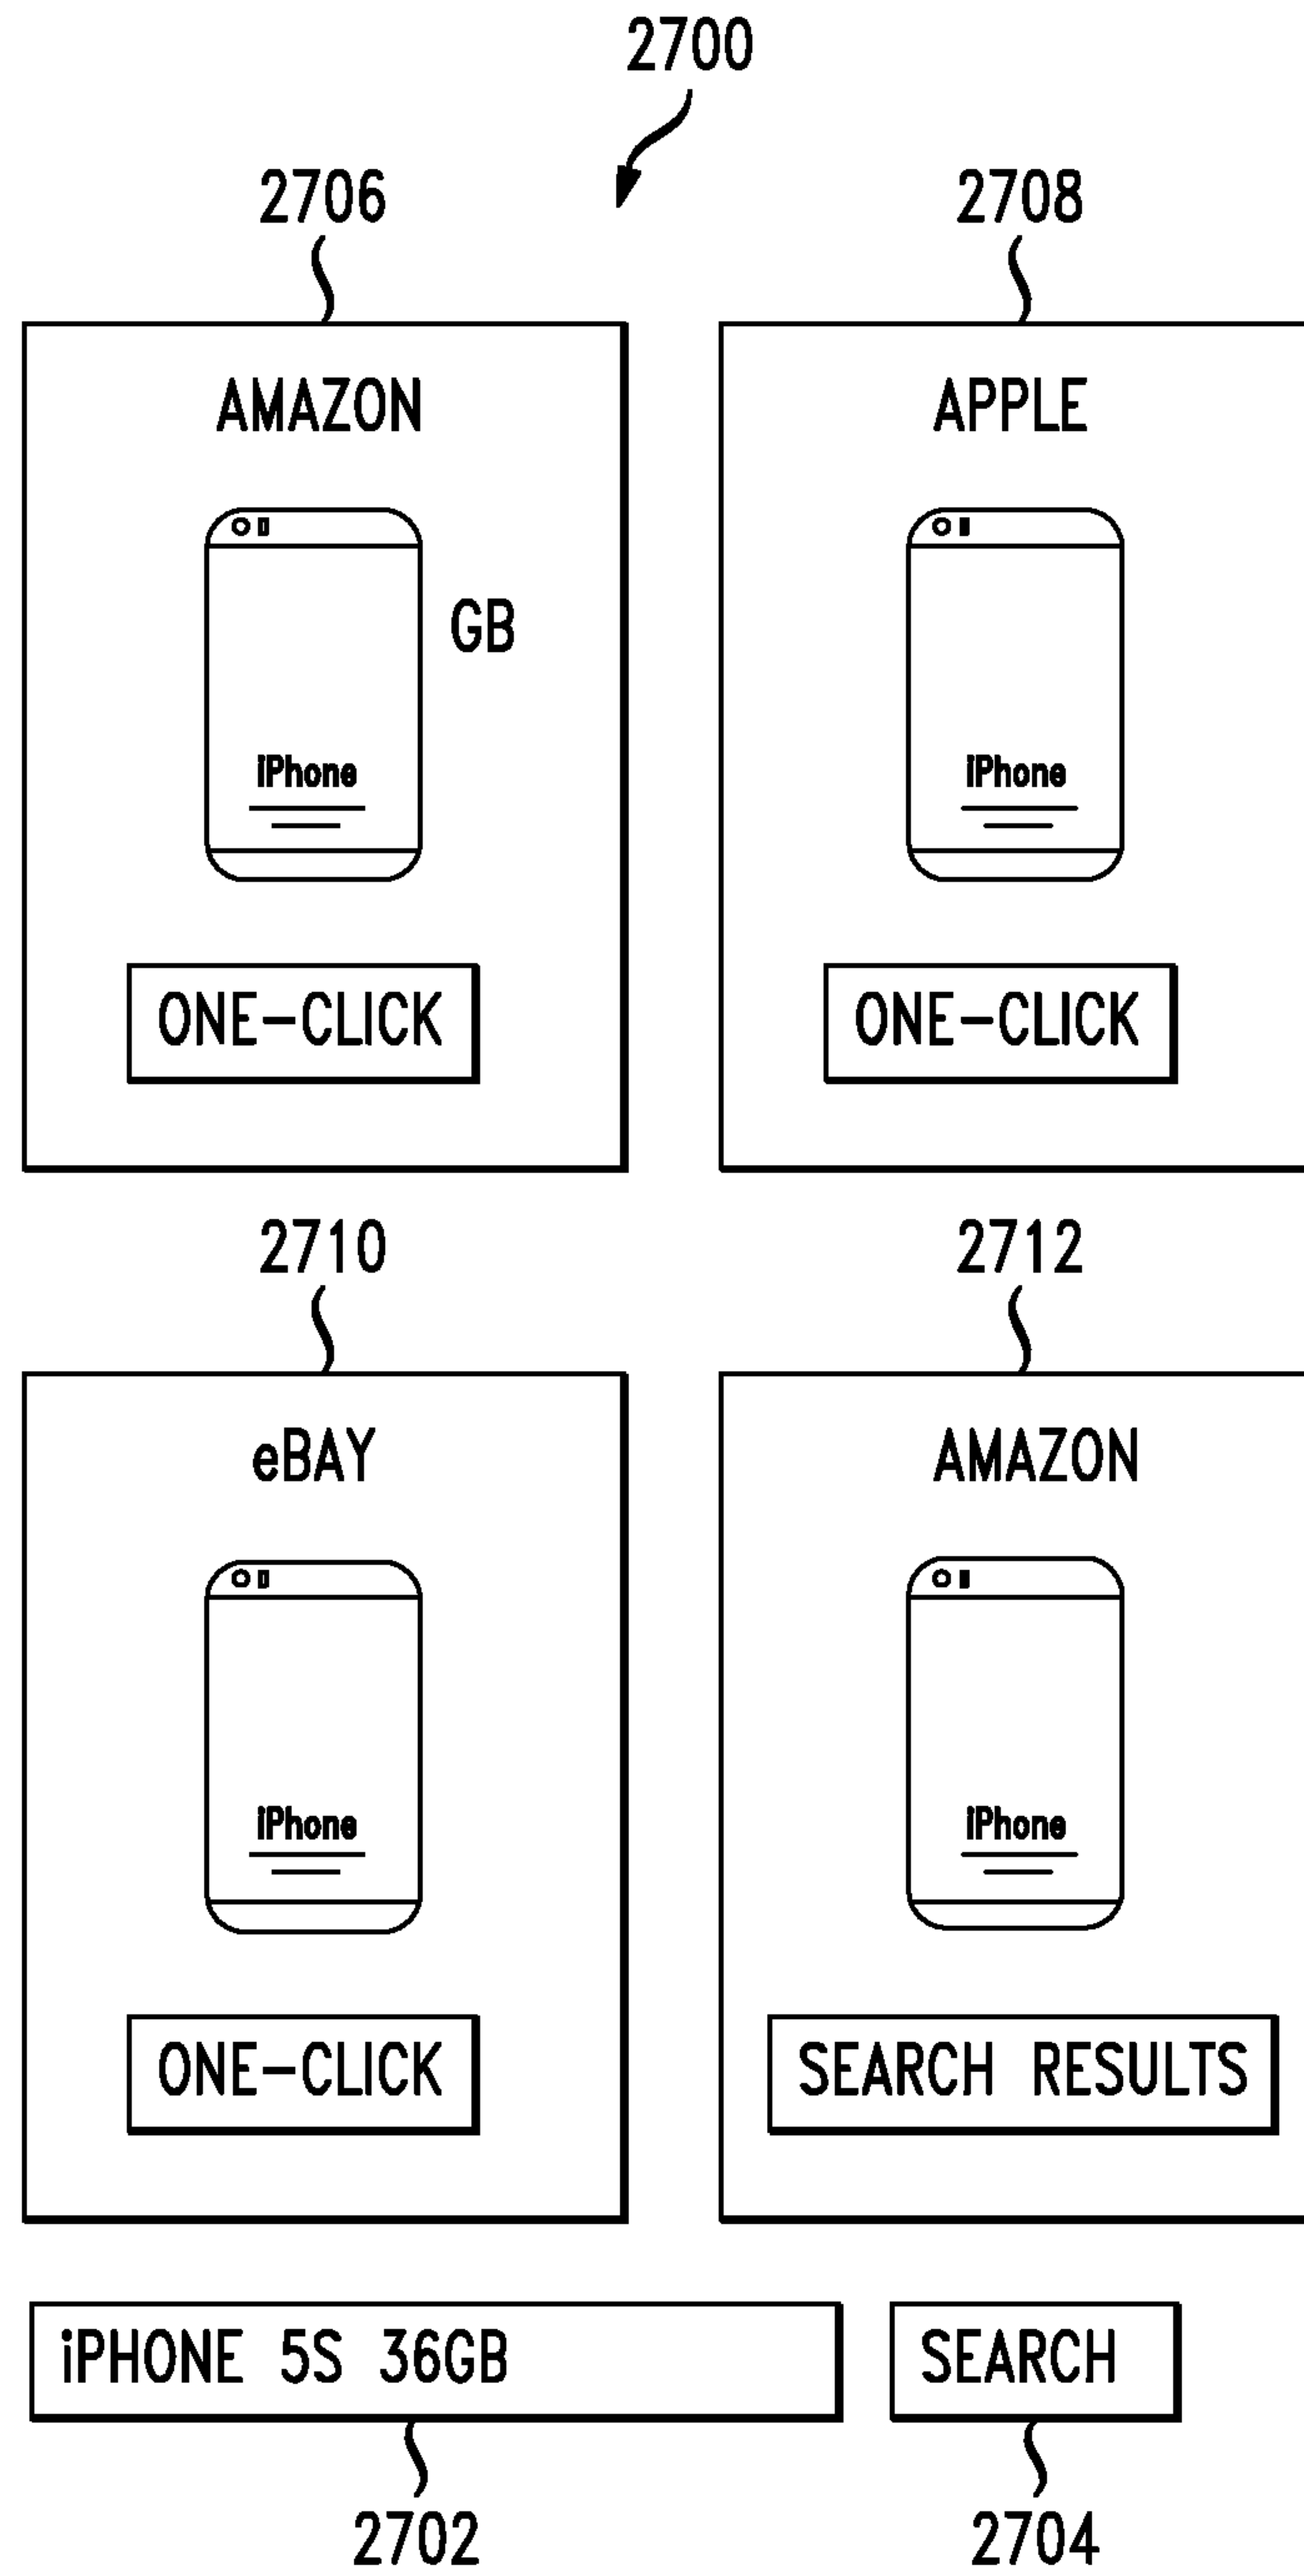 2700
2706
2708
AMAZON
APPLE
GB
iPhone
iPhone
ONE-CLICK
ONE-CLICK
2710
2712
eBAY
AMAZON
iPhone
iPhone
ONE-CLICK
SEARCH RESULTS
iPHONE 5S 36GB
SEARCH
2702
2704